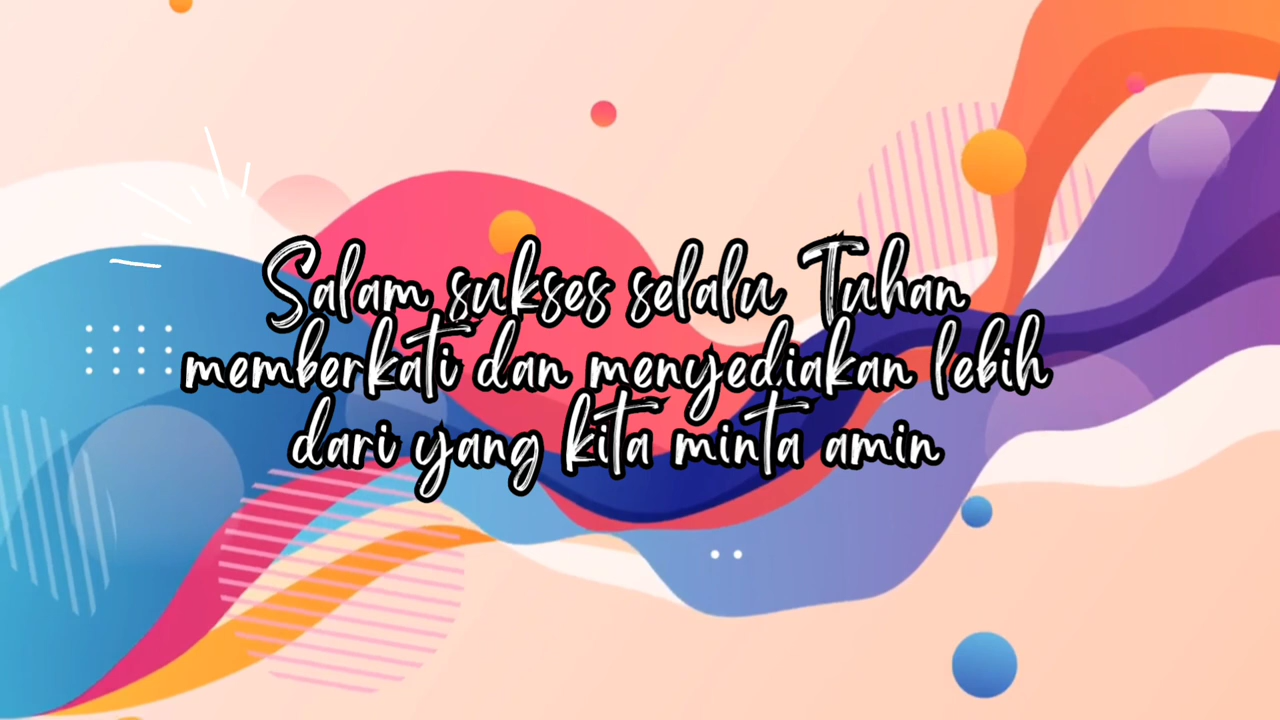 Salam sukses selalu Tuhan
memberkati dan menyediakan lebih
dari yang kita minta amin